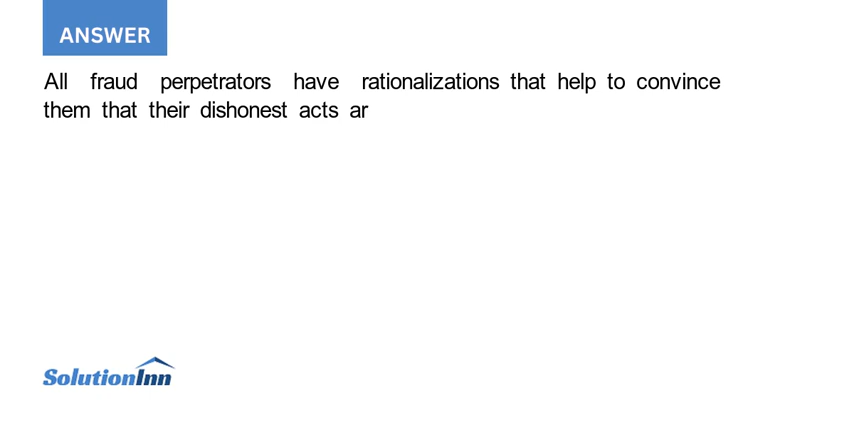 ANSWER
All fraud perpetrators have rationalizations that help to convince
them that their dishonest acts ar
SolutionInn